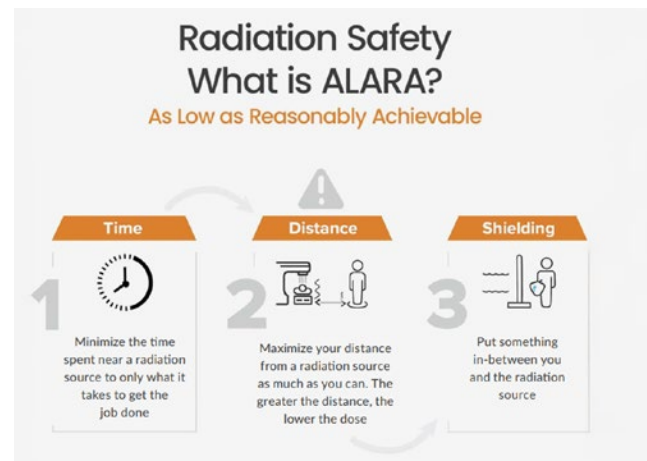 Radiation Safety
What is ALARA?
As Low as Reasonably Achievable
Time
1
Minimize the time
spent near a radiation
source to only what it
takes to get the
job done
Distance
2
Maximize your distance
from a radiation source
as much as you can. The
greater the distance, the
lower the dose
Shielding
3
Put something
in-between you
and the radiation
source